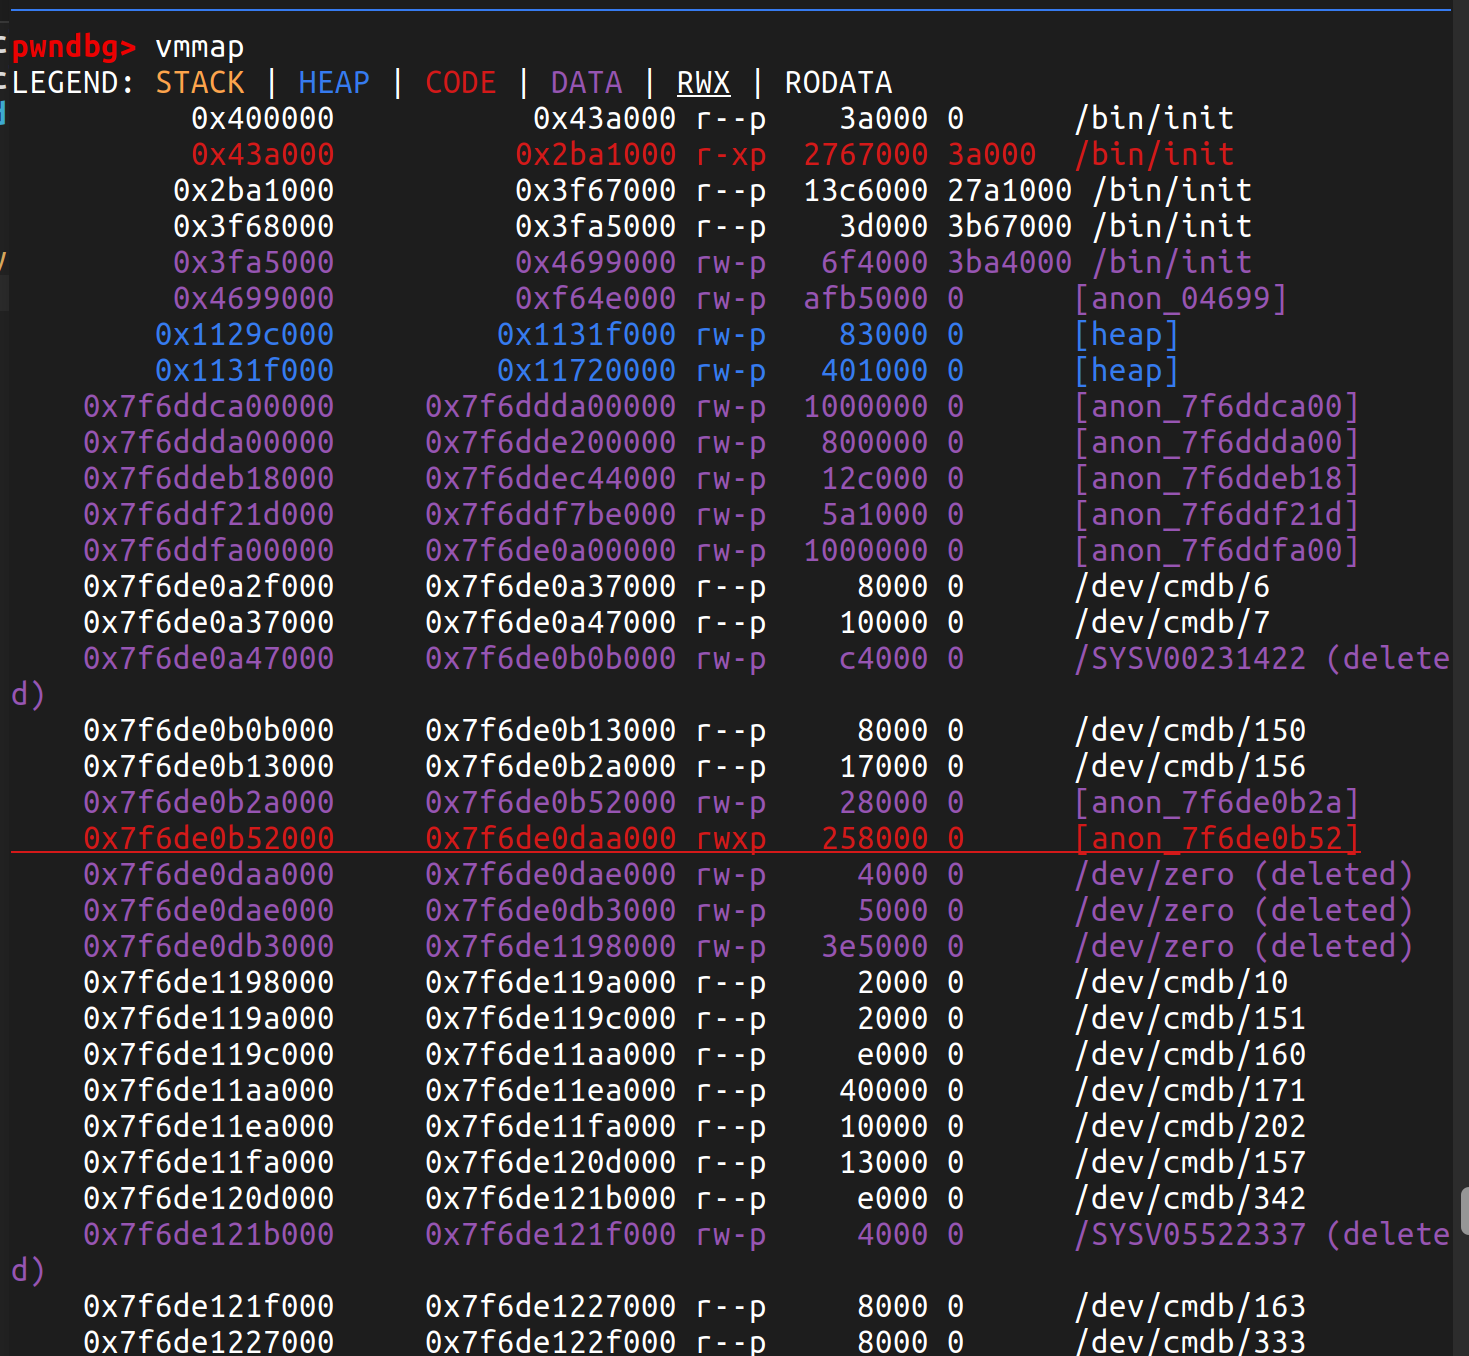 pwndbg> vmmap
LEGEND: STACK | HEAP | CODE | DATA | RWX | RODATA
0x400000 0x43a000 r--p 3a000 0 /bin/init
0x43a000 0x2ba1000 r-xp 2767000 3a000 /bin/init
0x2ba1000 0x3f67000 r--p 13c6000 27a1000 /bin/init
0x3f68000 0x3fa5000 r--p 3d000 3b67000 /bin/init
0x3fa5000 0x4699000 rw-p 6f4000 3ba4000 /bin/init
0x4699000 0xf64e000 rw-p afb5000 0 [anon_04699]
0x1129c000 0x1131f000 rw-p 83000 0 [heap]
0x1131f000 0x11720000 rw-p 401000 0 [heap]
0x7f6ddca00000 0x7f6ddda00000 rw-p 1000000 0 [anon_7f6ddca00]
0x7f6ddda00000 0x7f6dde200000 rw-p 800000 0 [anon_7f6ddda00]
0x7f6ddeb18000 0x7f6ddec44000 rw-p 12c000 0 [anon_7f6ddeb18]
0x7f6ddf21d000 0x7f6ddf7be000 rw-p 5a1000 0 [anon_7f6ddf21d]
0x7f6ddfa00000 0x7f6de0a00000 rw-p 1000000 0 [anon_7f6ddfa00]
0x7f6de0a2f000 0x7f6de0a37000 r--p 8000 0 /dev/cmdb/6
0x7f6de0a37000 0x7f6de0a47000 r--p 10000 0 /dev/cmdb/7
0x7f6de0a47000 0x7f6de0b0b000 rw-p c4000 0 /SYSV00231422 (delete
d)
0x7f6de0b0b000 0x7f6de0b13000 r--p 8000 0 /dev/cmdb/150
0x7f6de0b13000 0x7f6de0b2a000 r--p 17000 0 /dev/cmdb/156
0x7f6de0b2a000 0x7f6de0b52000 rw-p 28000 0 [anon_7f6de0b2a]
0x7f6de0b52000 0x7f6de0daa000 rwxp 258000 0 [anon_7f6de0b52]
0x7f6de0daa000 0x7f6de0dae000 rw-p 4000 0 /dev/zero (deleted)
0x7f6de0dae000 0x7f6de0db3000 rw-p 5000 0 /dev/zero (deleted)
0x7f6de0db3000 0x7f6de1198000 rw-p 3e5000 0 /dev/zero (deleted)
0x7f6de1198000 0x7f6de119a000 r--p 2000 0 /dev/cmdb/10
0x7f6de119a000 0x7f6de119c000 r--p 2000 0 /dev/cmdb/151
0x7f6de119c000 0x7f6de11aa000 r--p e000 0 /dev/cmdb/160
0x7f6de11aa000 0x7f6de11ea000 r--p 40000 0 /dev/cmdb/171
0x7f6de11ea000 0x7f6de11fa000 r--p 10000 0 /dev/cmdb/202
0x7f6de11fa000 0x7f6de120d000 r--p 13000 0 /dev/cmdb/157
0x7f6de120d000 0x7f6de121b000 r--p e000 0 /dev/cmdb/342
0x7f6de121b000 0x7f6de121f000 rw-p 4000 0 /SYSV05522337 (delete
d)
0x7f6de121f000 0x7f6de1227000 r--p 8000 0 /dev/cmdb/163
0x7f6de1227000 0x7f6de122f000 r--p 8000 0 /dev/cmdb/333